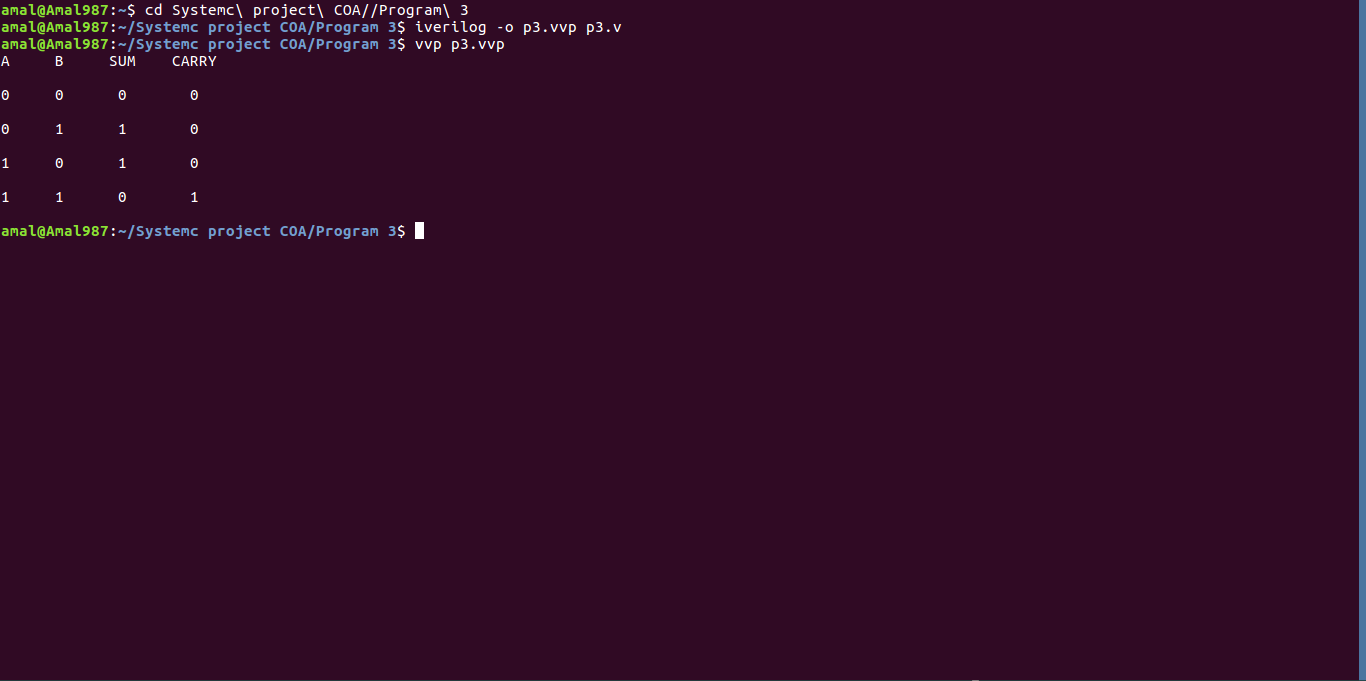 amal@Amal987:~$ cd Systemc\ project\ COA//Program\ 3
amal@Amal987:~/Systemc project COA/Program 3$ iverilog -o p3.vvp p3.v
amal@Amal987:~/Systemc project COA/Program 3$ vvp p3.vvp
A     B     SUM    CARRY
0     0      0       0
0     1      1       0
1     0      1       0
1     1      0       1
amal@Amal987:~/Systemc project COA/Program 3$